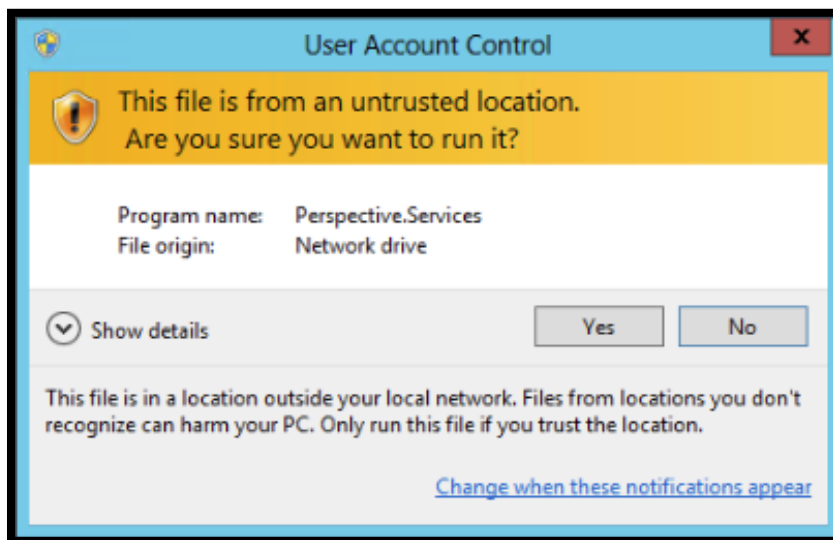 User Account Control
x
This file is from an untrusted location.
Are you sure you want to run it?
Program name: Perspective.Services
File origin: Network drive
Show details
Yes No
This file is in a location outside your local network. Files from locations you don't
recognize can harm your PC. Only run this file if you trust the location.
Change when these notifications appear